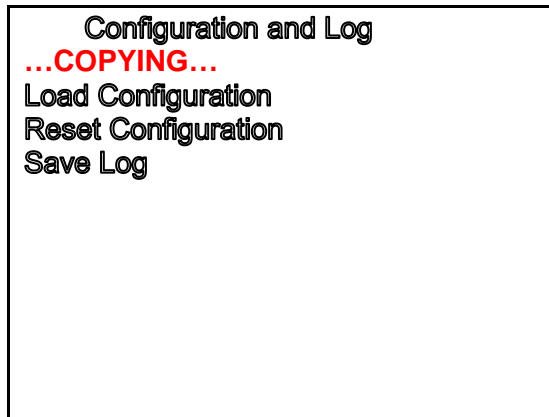 Configuration and Log
…COPYING…
Load Configuration
Reset Configuration
Save Log